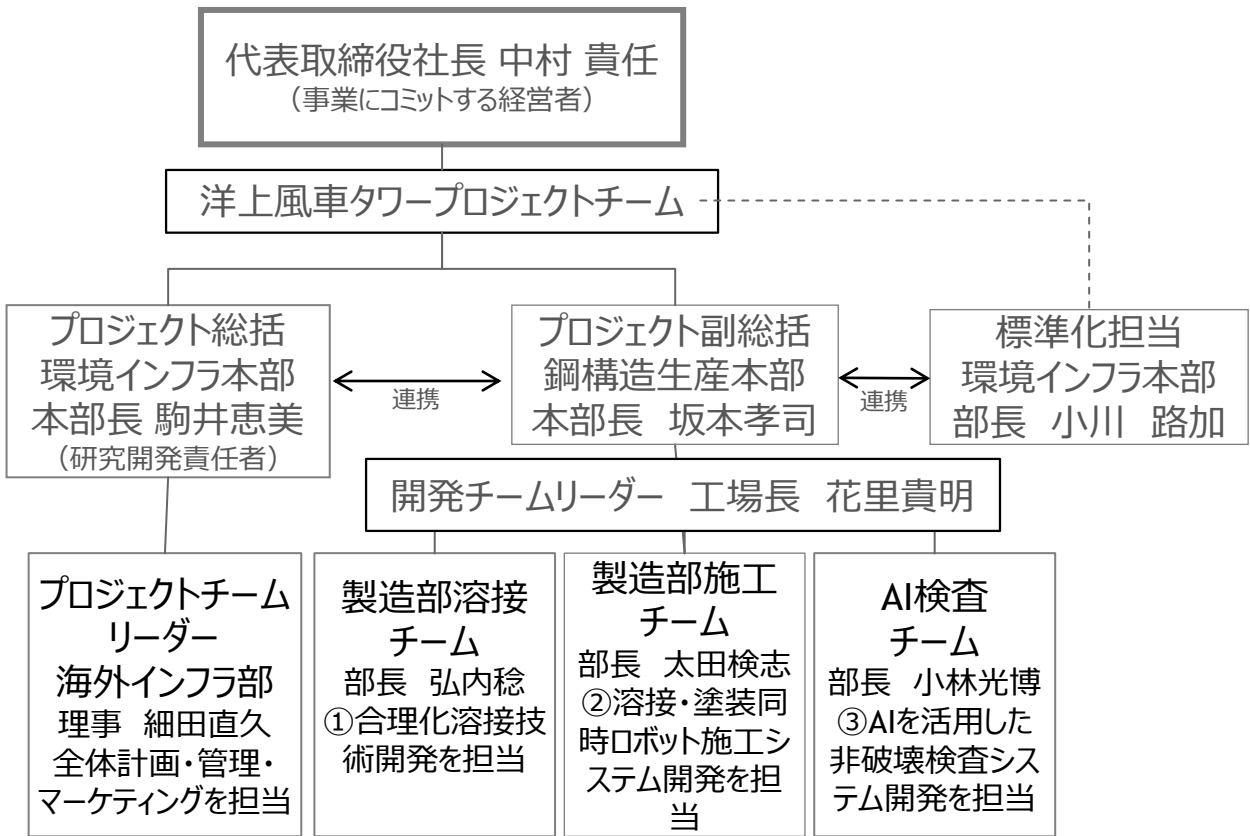 代表取締役社長 中村 貴任
（事業にコミットする経営者）
洋上風車タワープロジェクトチーム
プロジェクト総括
環境インフラ本部
本部長 駒井恵美
（研究開発責任者）
連携
プロジェクト副総括
鋼構造生産本部
本部長　坂本孝司
連携
標準化担当
環境インフラ本部
部長　小川　路加
開発チームリーダー　工場長　花里貴明
プロジェクトチーム
リーダー
海外インフラ部
理事　細田直久
全体計画・管理・
マーケティングを担当
製造部溶接
チーム
部長　弘内稔
①合理化溶接技
術開発を担当
製造部施工
チーム
部長　太田検志
②溶接・塗装同
時ロボット施工シ
ステム開発を担
当
AI検査
チーム
部長　小林光博
③AIを活用した
非破壊検査シス
テム開発を担当